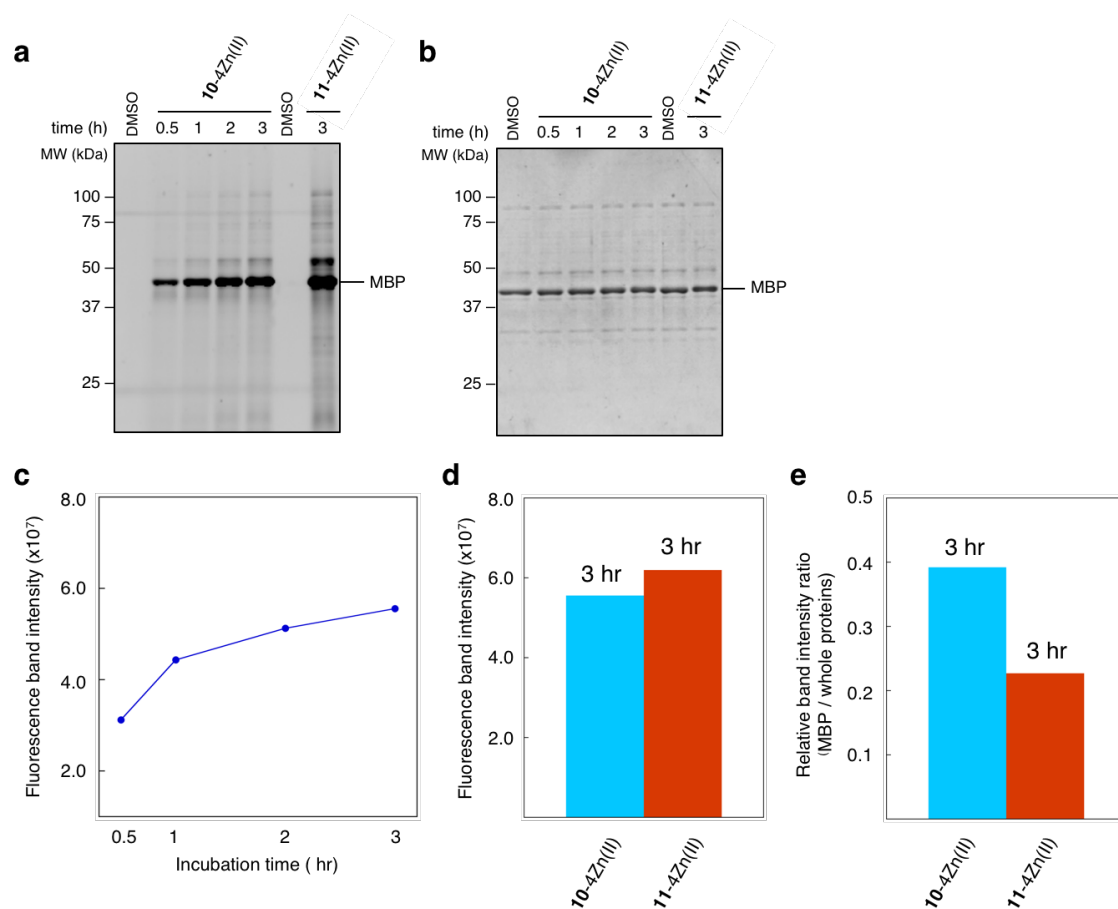 a
DMSO
10-4Zn(II)
DMSO
11-4Zn(II)
time (h)
0.5 1 2 3 3
MW (kDa)
100
75
50
37
25
MBP
b
DMSO
10-4Zn(II)
DMSO
11-4Zn(II)
time (h)
0.5 1 2 3 3
MW (kDa)
100
75
50
37
25
MBP
c
Fluorescence band intensity (x10⁷)
8.0
6.0
4.0
2.0
0.5 1 2 3
Incubation time ( hr)
d
Fluorescence band intensity (x10⁷)
8.0
6.0
4.0
2.0
3 hr
3 hr
10-4Zn(II)
11-4Zn(II)
e
Relative band intensity ratio
(MBP / whole proteins)
0.5
0.4
0.3
0.2
0.1
3 hr
3 hr
10-4Zn(II)
11-4Zn(II)